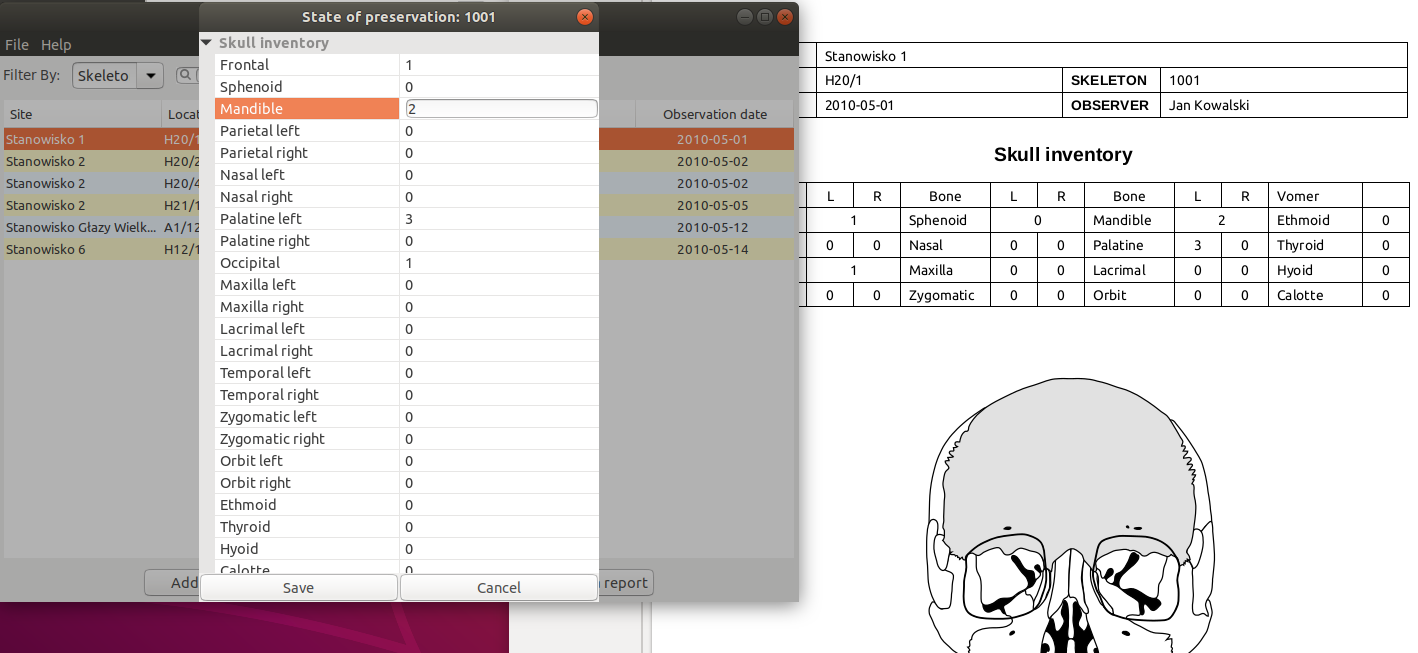 State of preservation: 1001
File Help
Filter By: Skeleto
Site Locat Observation date
Stanowisko 1 H20/1 2010-05-01
Stanowisko 2 H20/2 2010-05-02
Stanowisko 2 H20/4 2010-05-02
Stanowisko 2 H21/1 2010-05-05
Stanowisko Głazy Wielk... A1/12 2010-05-12
Stanowisko 6 H12/1 2010-05-14
Add report
Skull inventory
Frontal 1
Sphenoid 0
Mandible 2
Parietal left 0
Parietal right 0
Nasal left 0
Nasal right 0
Palatine left 3
Palatine right 0
Occipital 1
Maxilla left 0
Maxilla right 0
Lacrimal left 0
Lacrimal right 0
Temporal left 0
Temporal right 0
Zygomatic left 0
Zygomatic right 0
Orbit left 0
Orbit right 0
Ethmoid 0
Thyroid 0
Hyoid 0
Calotte 0
Save Cancel
Stanowisko 1
H20/1 SKELETON 1001
2010-05-01 OBSERVER Jan Kowalski
Skull inventory
L R Bone L R Bone L R Vomer
1 Sphenoid 0 Mandible 2 Ethmoid 0
0 0 Nasal 0 0 Palatine 3 0 Thyroid 0
1 Maxilla 0 0 Lacrimal 0 0 Hyoid 0
0 0 Zygomatic 0 0 Orbit 0 0 Calotte 0